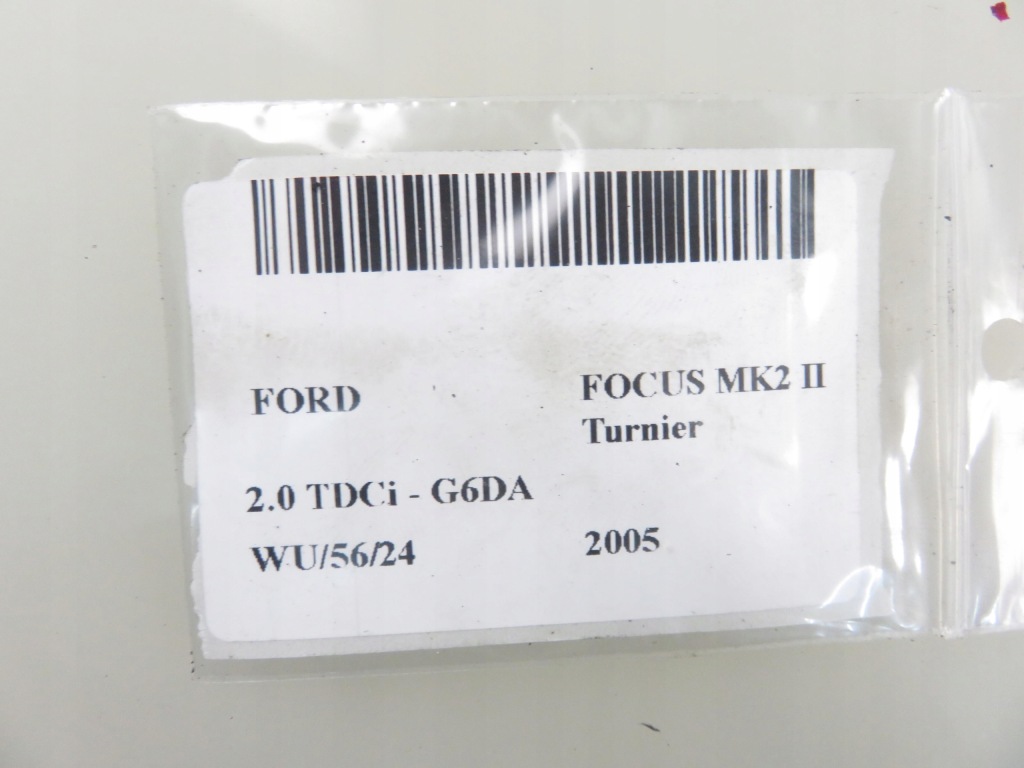 FORD
FOCUS MK2 II
Turnier
2.0 TDCi - G6DA
WU/56/24
2005